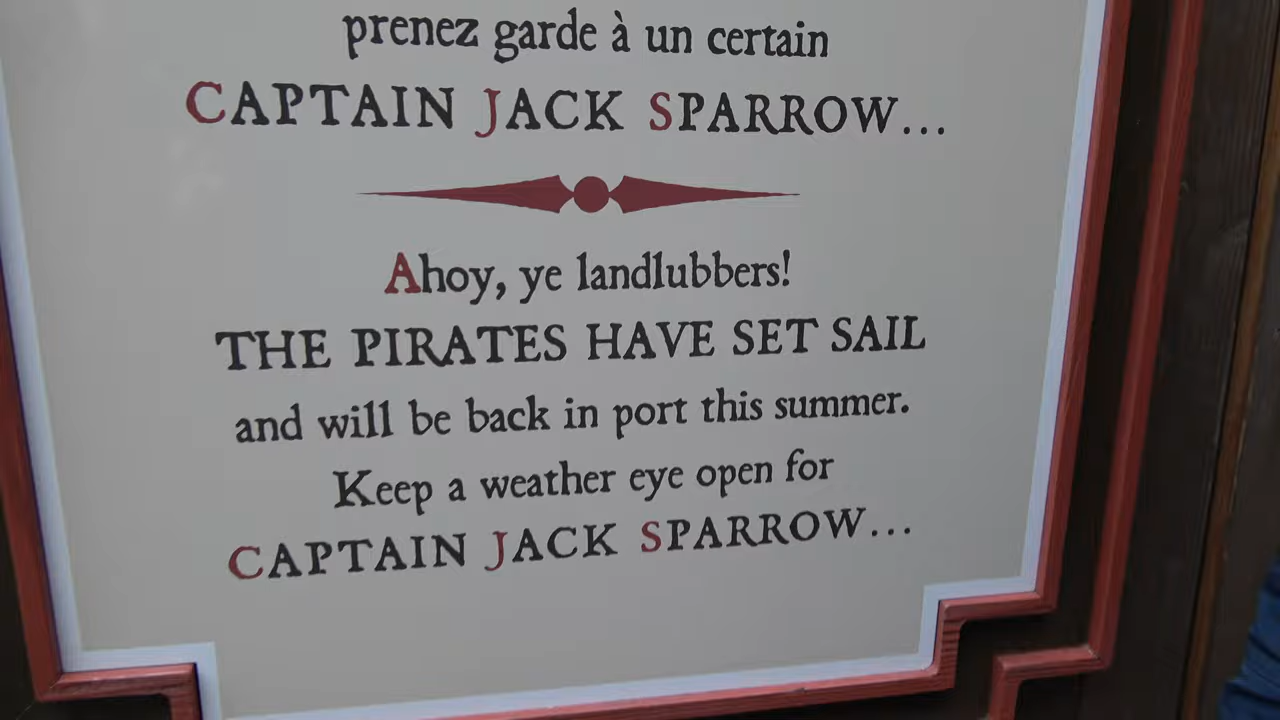 prenez garde à un certain
CAPTAIN JACK SPARROW...
Ahoy, ye landlubbers!
THE PIRATES HAVE SET SAIL
and will be back in port this summer.
Keep a weather eye open for
CAPTAIN JACK SPARROW...